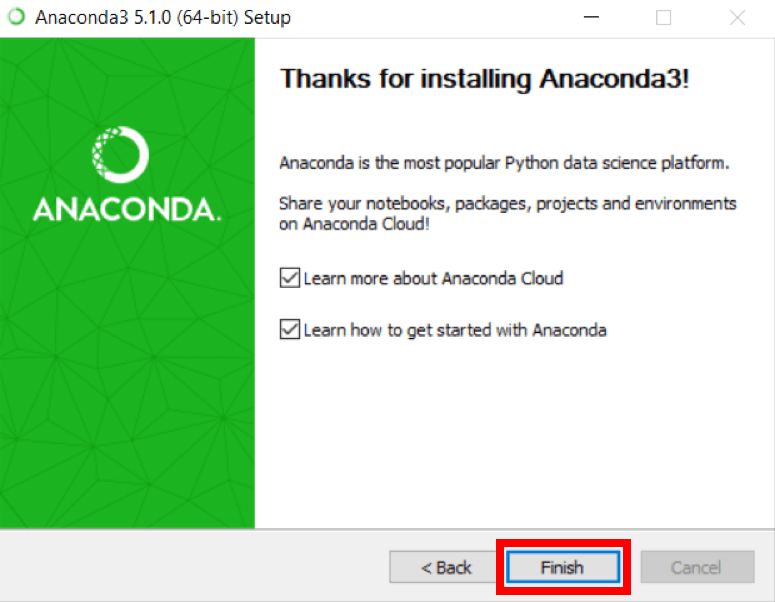 Anaconda3 5.1.0 (64-bit) Setup
ANACONDA.
Thanks for installing Anaconda3!
Anaconda is the most popular Python data science platform.
Share your notebooks, packages, projects and environments
on Anaconda Cloud!
Learn more about Anaconda Cloud
Learn how to get started with Anaconda
< Back
Finish
Cancel